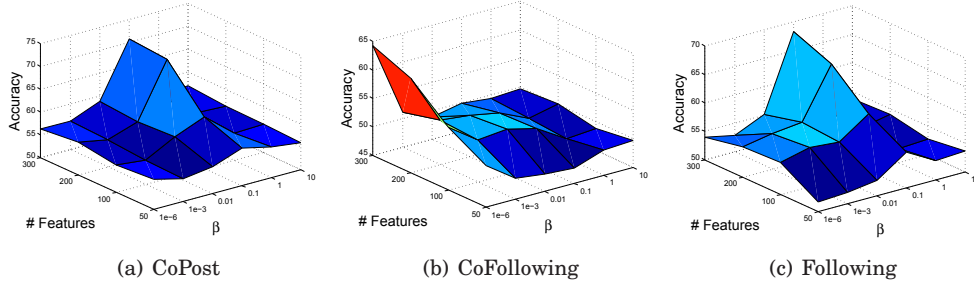 75
70
65
60
55
50
Accuracy
300
200
100
50
# Features
1e−6
1e−3
0.01
0.1
1
10
β
(a) CoPost
65
60
55
50
45
Accuracy
300
200
100
50
# Features
1e−6
1e−3
0.01
0.1
1
10
β
(b) CoFollowing
70
65
60
55
50
Accuracy
300
200
100
50
# Features
1e−6
1e−3
0.01
0.1
1
β
(c) Following